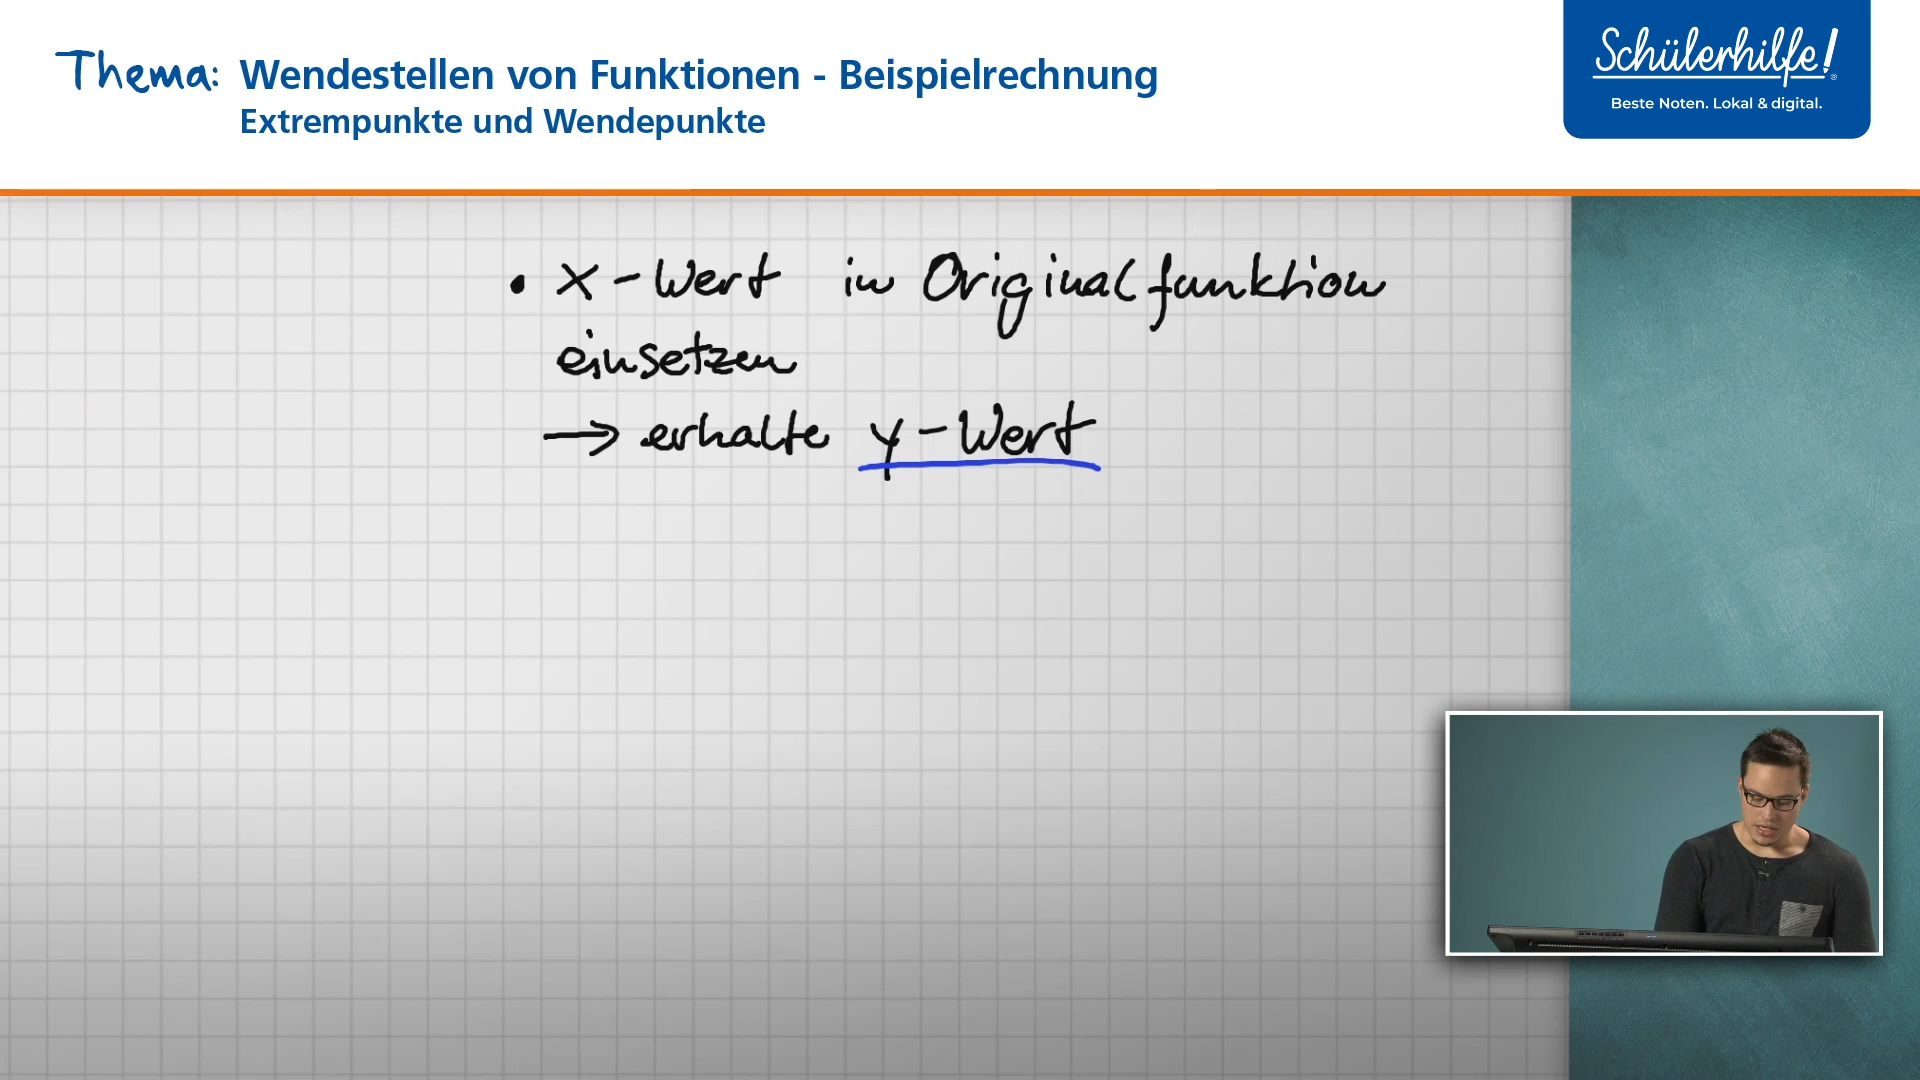 Thema: Wendestellen von Funktionen - Beispielrechnung
Extrempunkte und Wendepunkte
Schülerhilfe!
Beste Noten. Lokal & digital.
• x-Wert in Originalfunktion
einsetzen
→ erhalte y-Wert